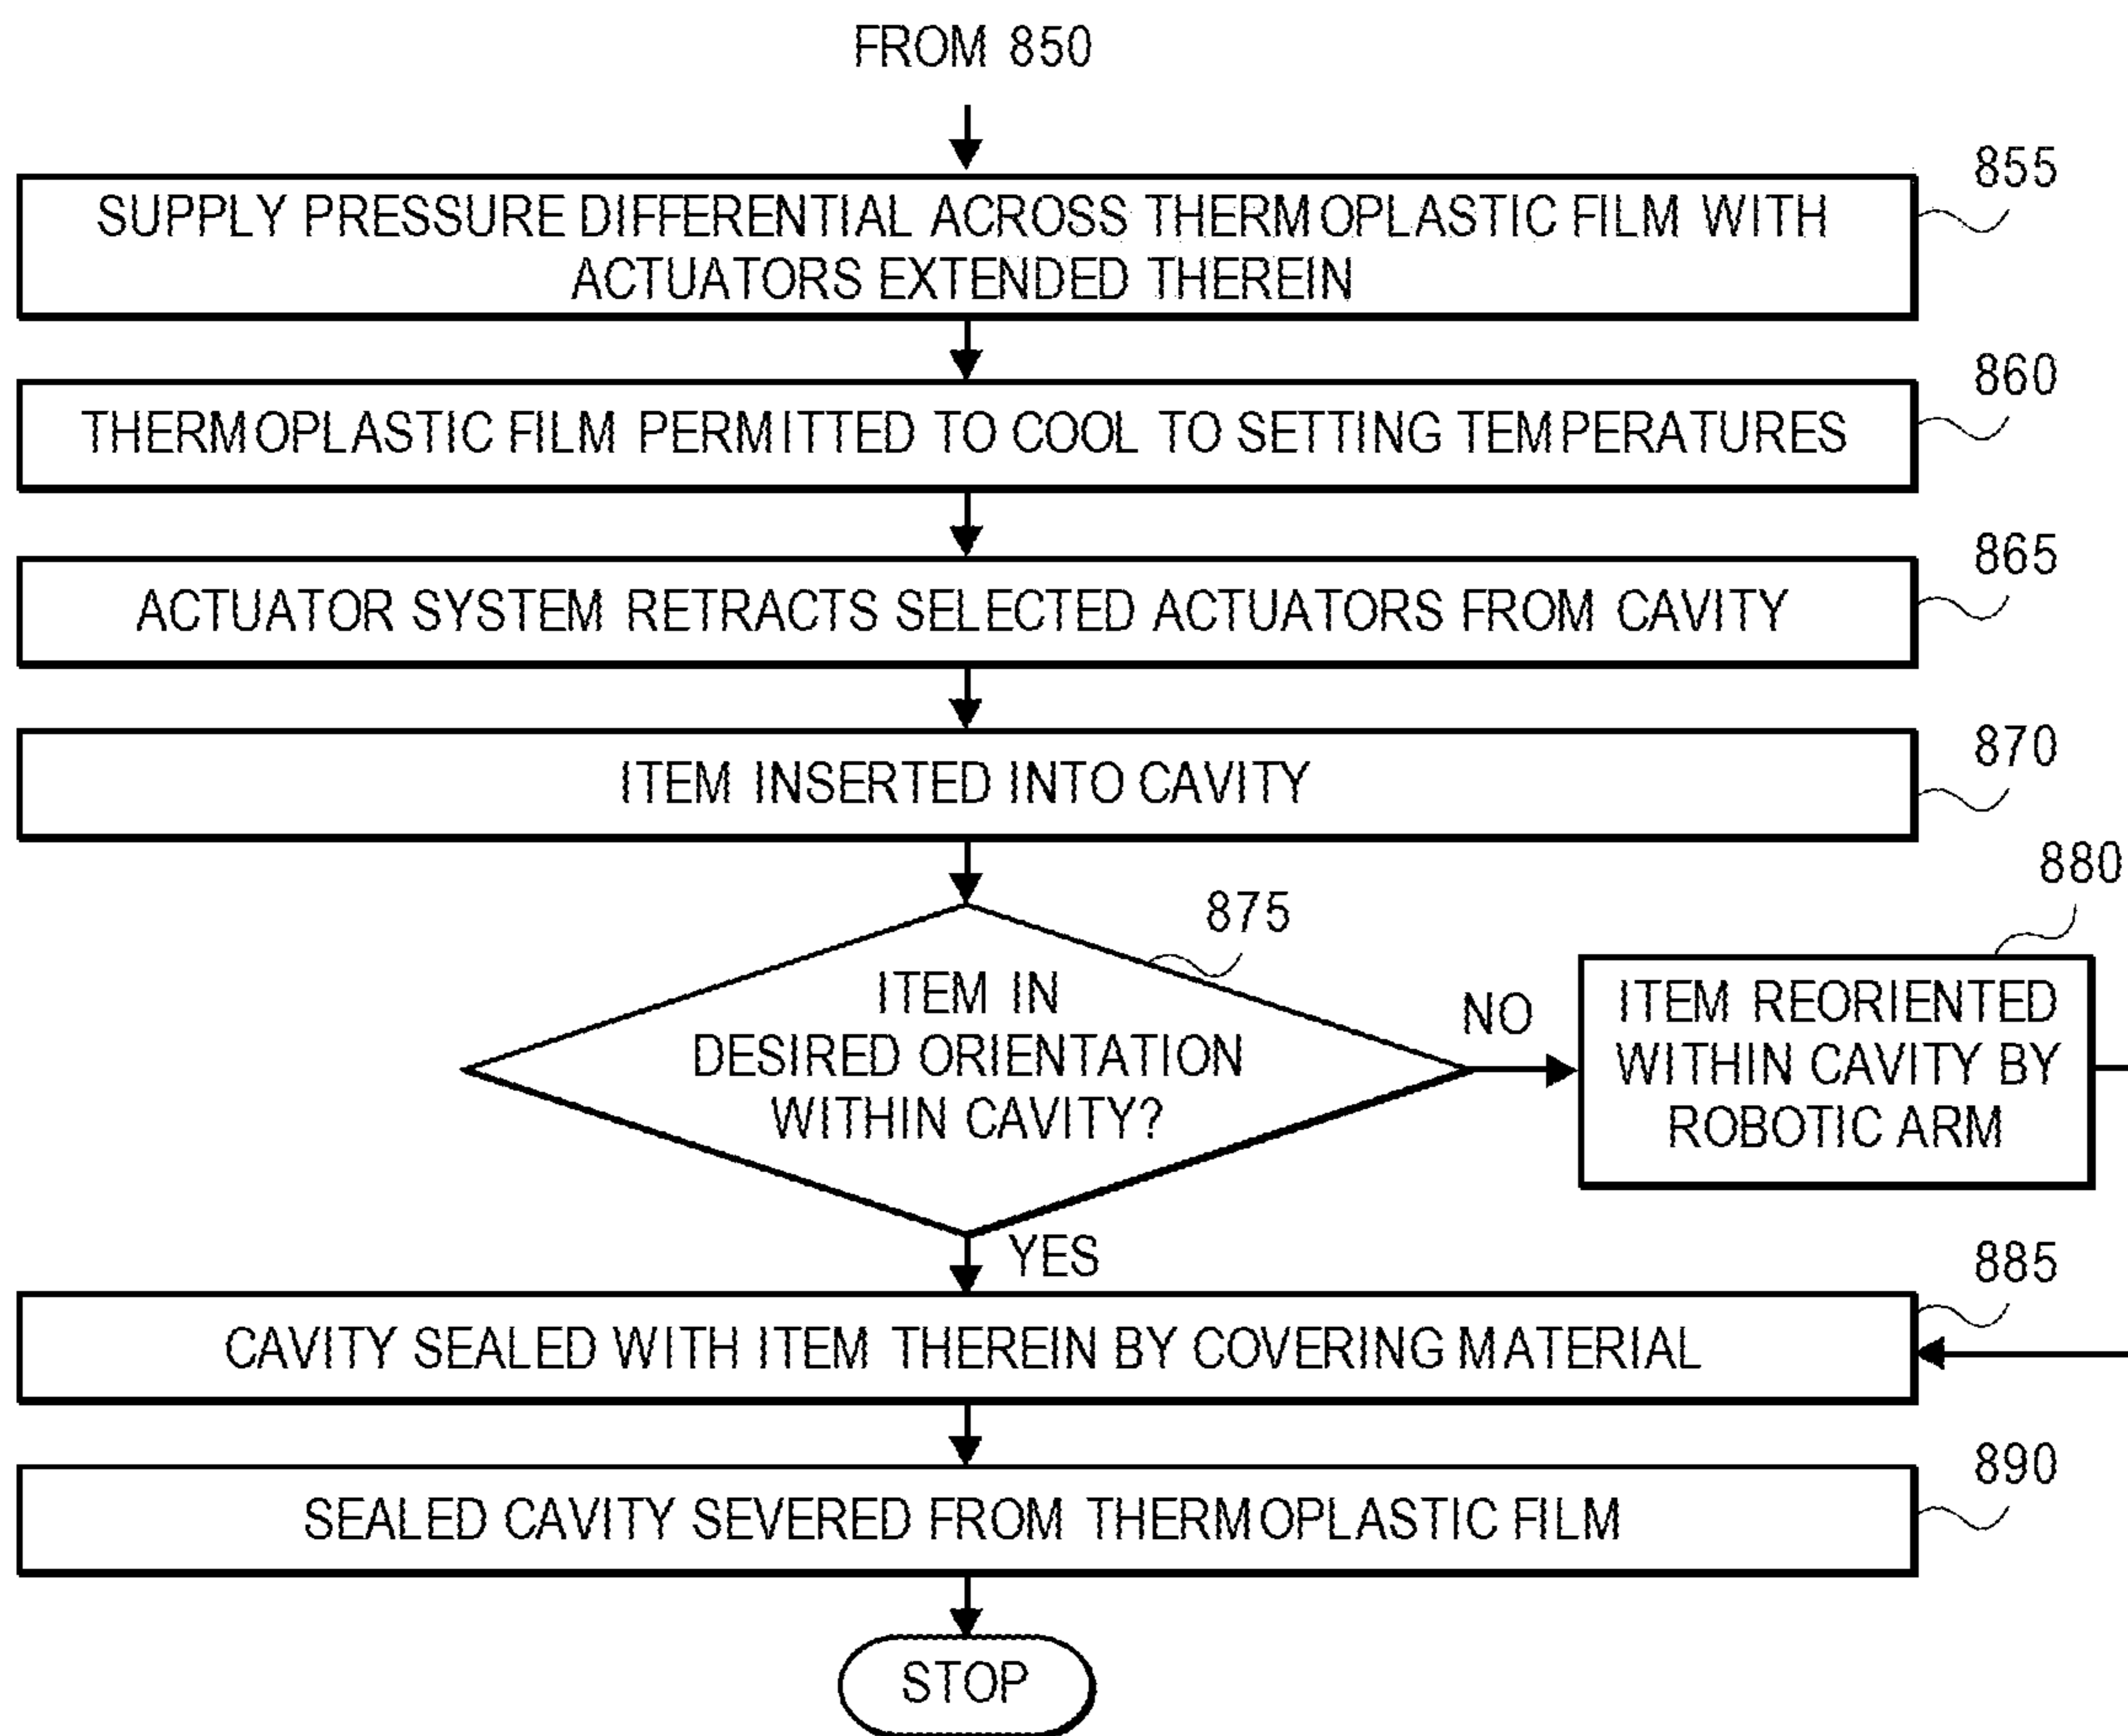 FROM 850
855
SUPPLY PRESSURE DIFFERENTIAL ACROSS THERMOPLASTIC FILM WITH
ACTUATORS EXTENDED THEREIN
860
THERMOPLASTIC FILM PERMITTED TO COOL TO SETTING TEMPERATURES
865
ACTUATOR SYSTEM RETRACTS SELECTED ACTUATORS FROM CAVITY
870
ITEM INSERTED INTO CAVITY
875
ITEM IN
DESIRED ORIENTATION
WITHIN CAVITY?
NO
880
ITEM REORIENTED
WITHIN CAVITY BY
ROBOTIC ARM
YES
885
CAVITY SEALED WITH ITEM THEREIN BY COVERING MATERIAL
890
SEALED CAVITY SEVERED FROM THERMOPLASTIC FILM
STOP